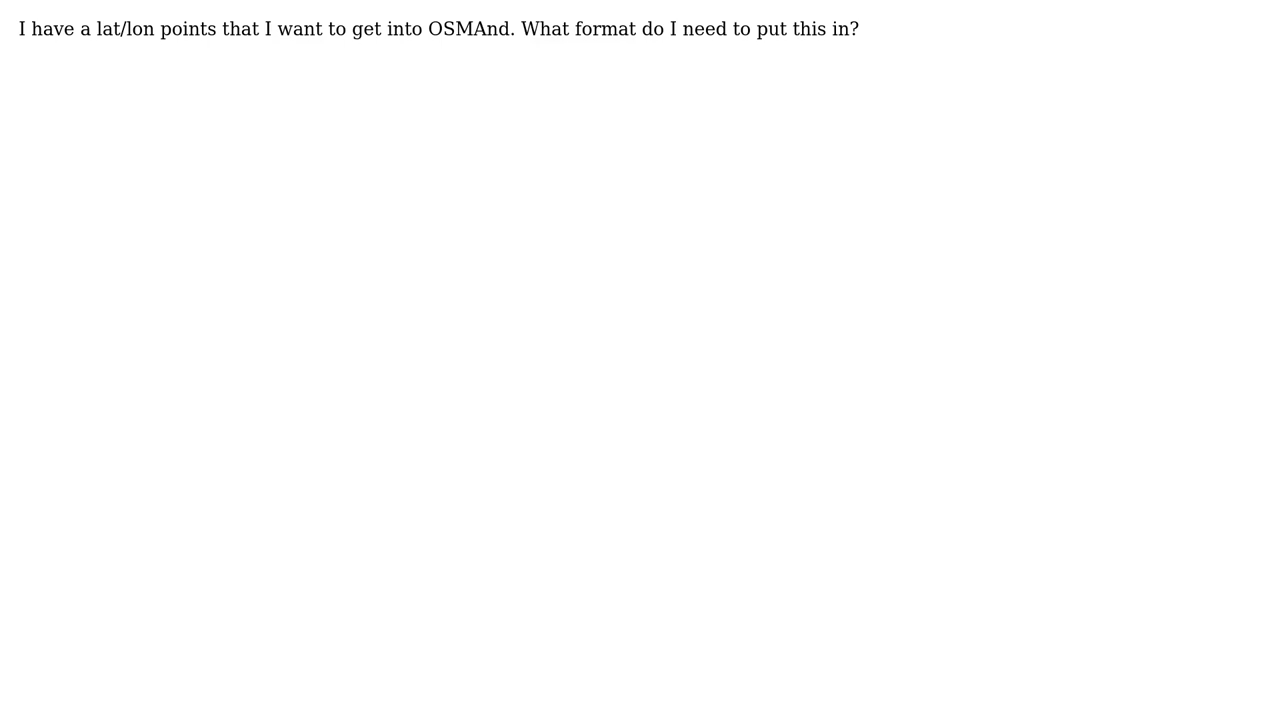 I have a lat/lon points that I want to get into OSMAnd. What format do I need to put this in?